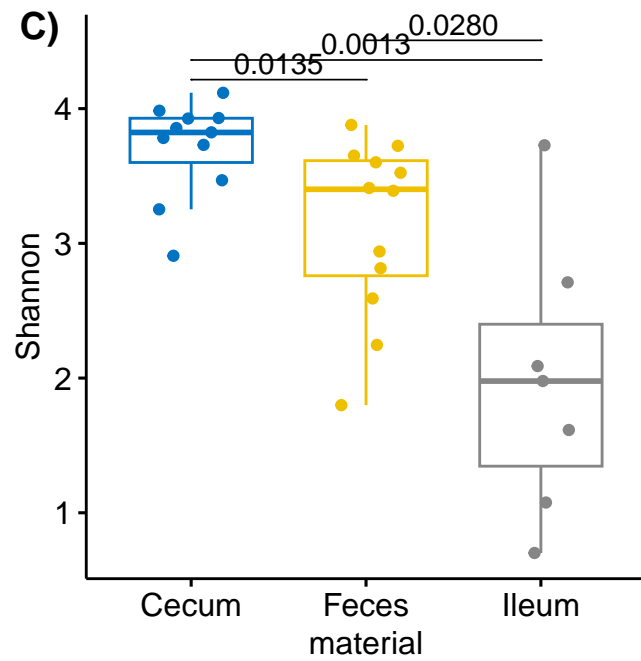 C)
0.0280
0.0013
0.0135
4
3
2
1
Shannon
Cecum Feces Ileum
material